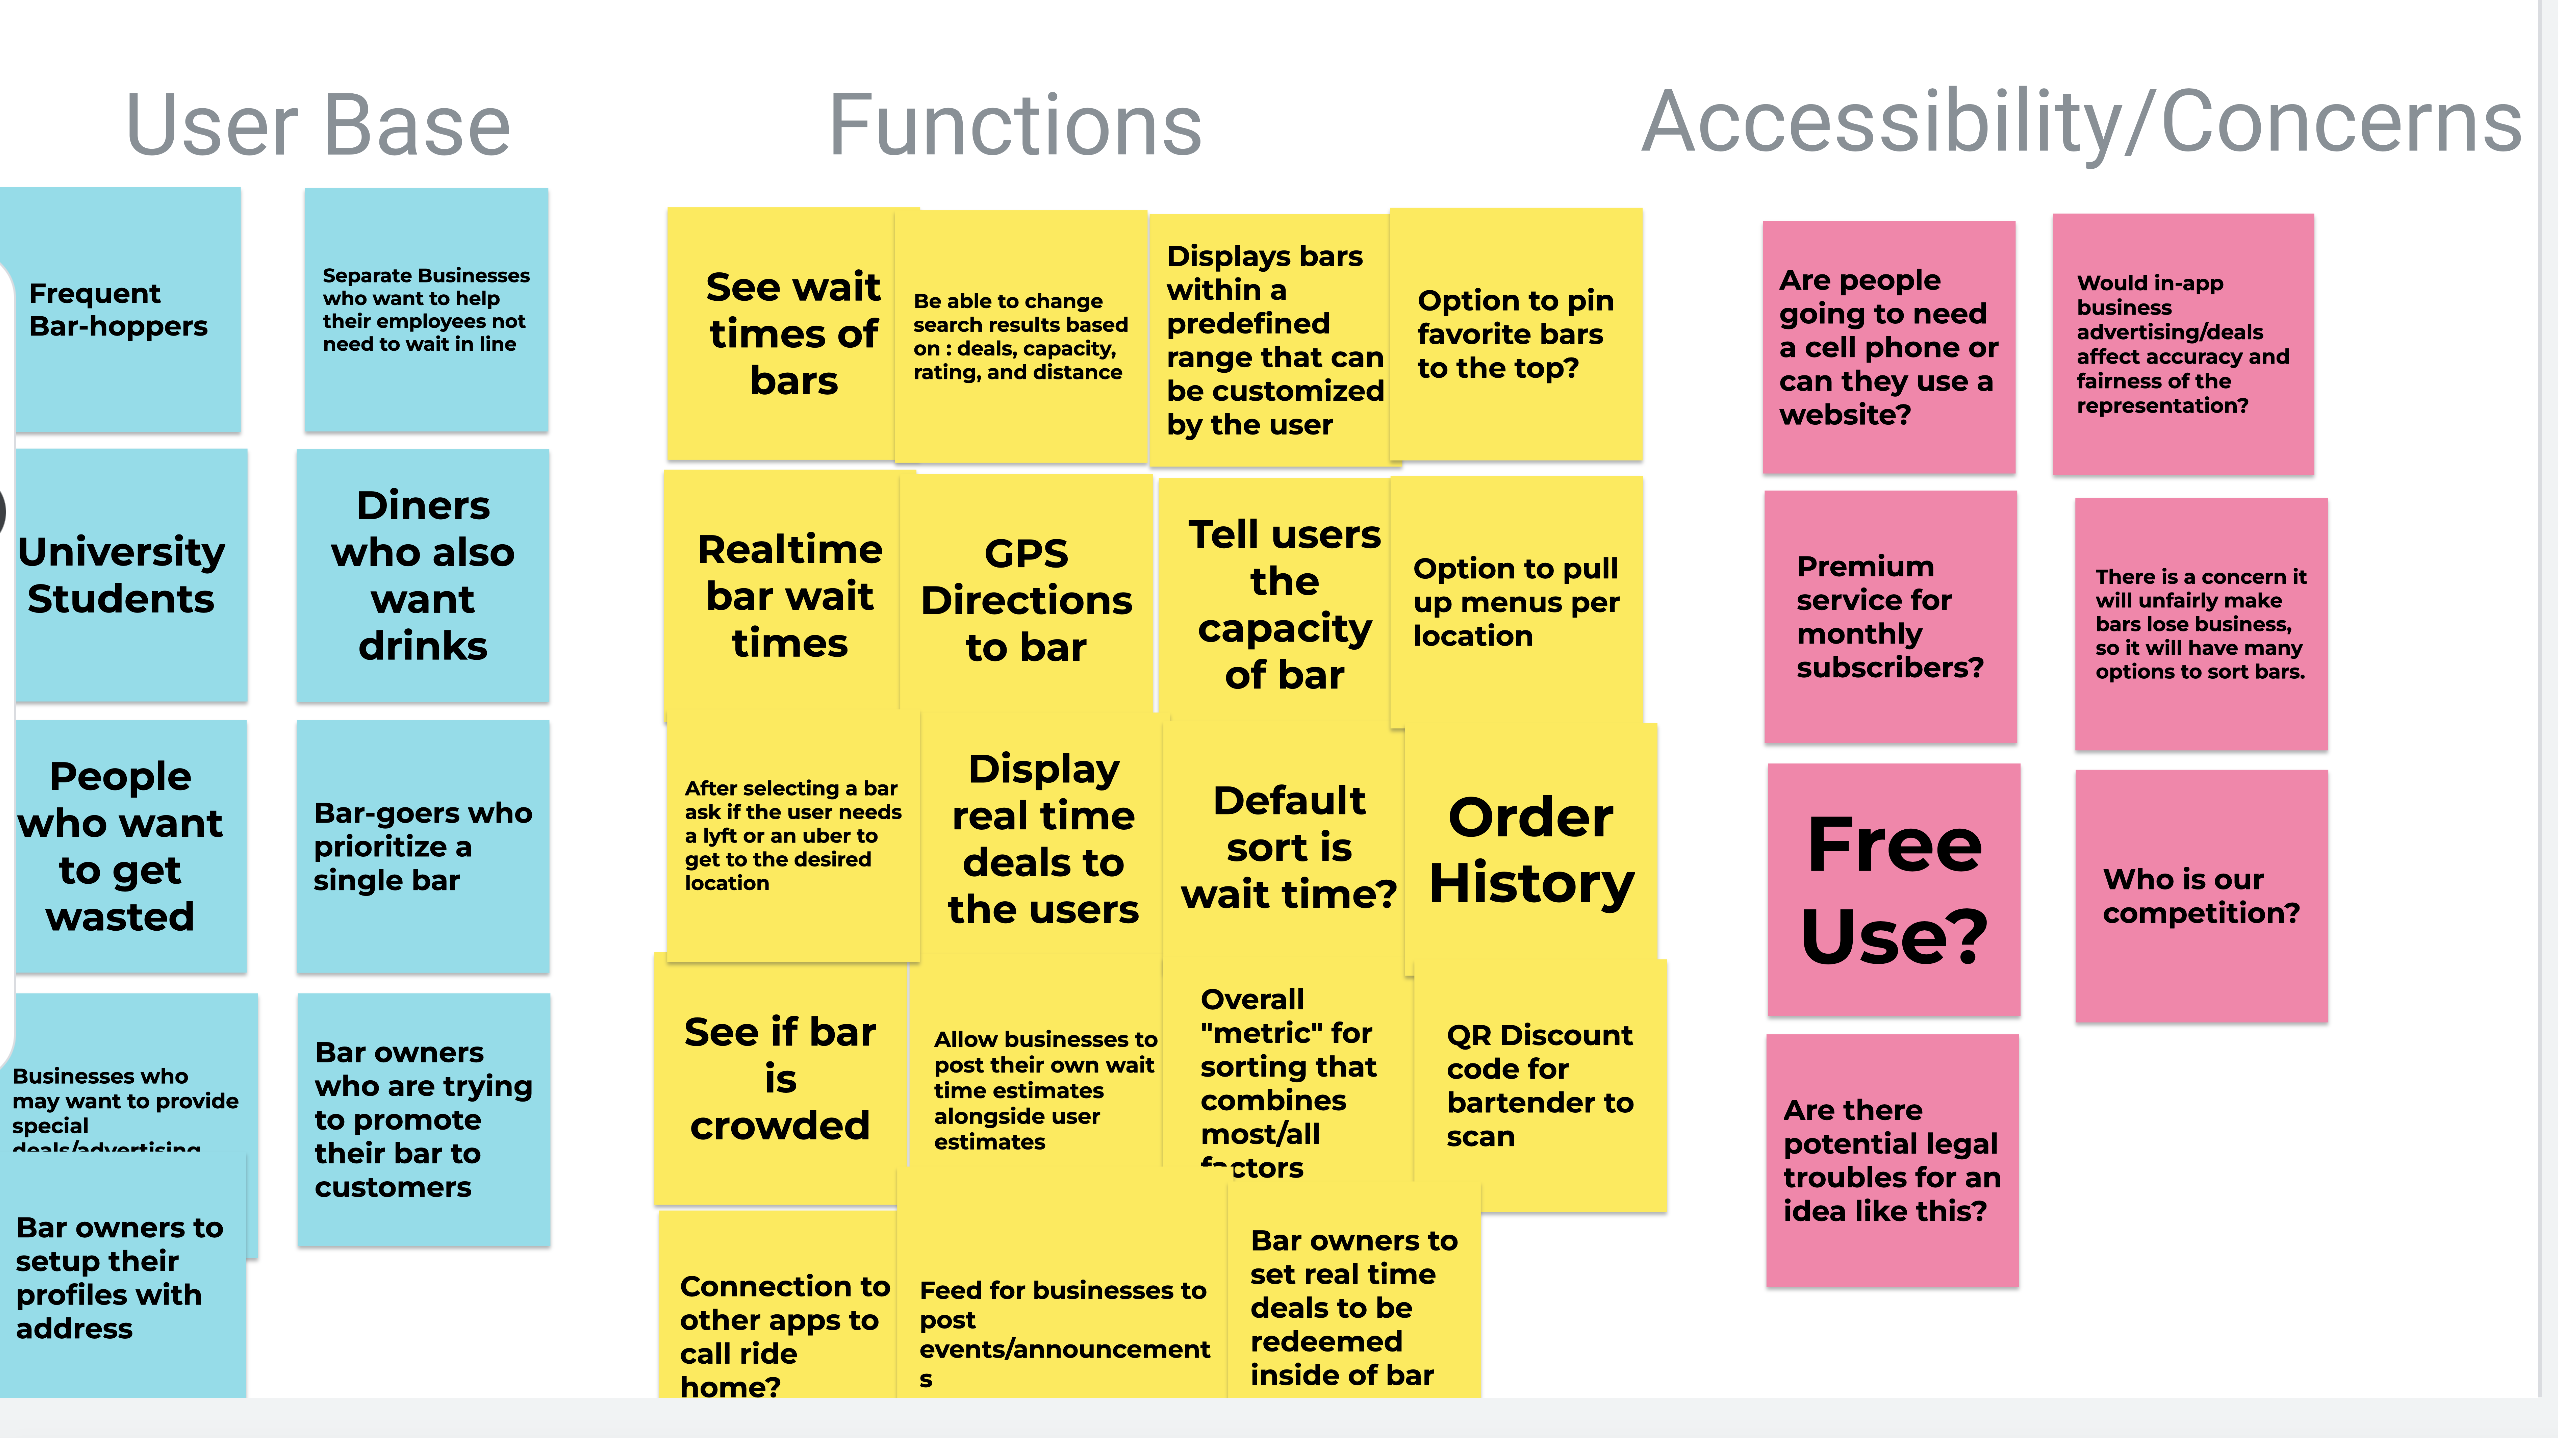 User Base
Frequent
Bar-hoppers
Separate Businesses
who want to help
their employees not
need to wait in line
University
Students
Diners
who also
want
drinks
People
who want
to get
wasted
Bar-goers who
prioritize a
single bar
Businesses who
may want to provide
special
deals/advertising
Bar owners
who are trying
to promote
their bar to
customers
Bar owners to
setup their
profiles with
address
Functions
See wait
times of
bars
Be able to change
search results based
on : deals, capacity,
rating, and distance
Displays bars
within a
predefined
range that can
be customized
by the user
Option to pin
favorite bars
to the top?
Realtime
bar wait
times
GPS
Directions
to bar
Tell users
the
capacity
of bar
Option to pull
up menus per
location
After selecting a bar
ask if the user needs
a lyft or an uber to
get to the desired
location
Display
real time
deals to
the users
Default
sort is
wait time?
Order
History
See if bar
is
crowded
Allow businesses to
post their own wait
time estimates
alongside user
estimates
Overall
"metric" for
sorting that
combines
most/all
factors
QR Discount
code for
bartender to
scan
Connection to
other apps to
call ride
home?
Feed for businesses to
post
events/announcement
s
Bar owners to
set real time
deals to be
redeemed
inside of bar
Accessibility/Concerns
Are people
going to need
a cell phone or
can they use a
website?
Would in-app
business
advertising/deals
affect accuracy and
fairness of the
representation?
Premium
service for
monthly
subscribers?
There is a concern it
will unfairly make
bars lose business,
so it will have many
options to sort bars.
Free
Use?
Who is our
competition?
Are there
potential legal
troubles for an
idea like this?